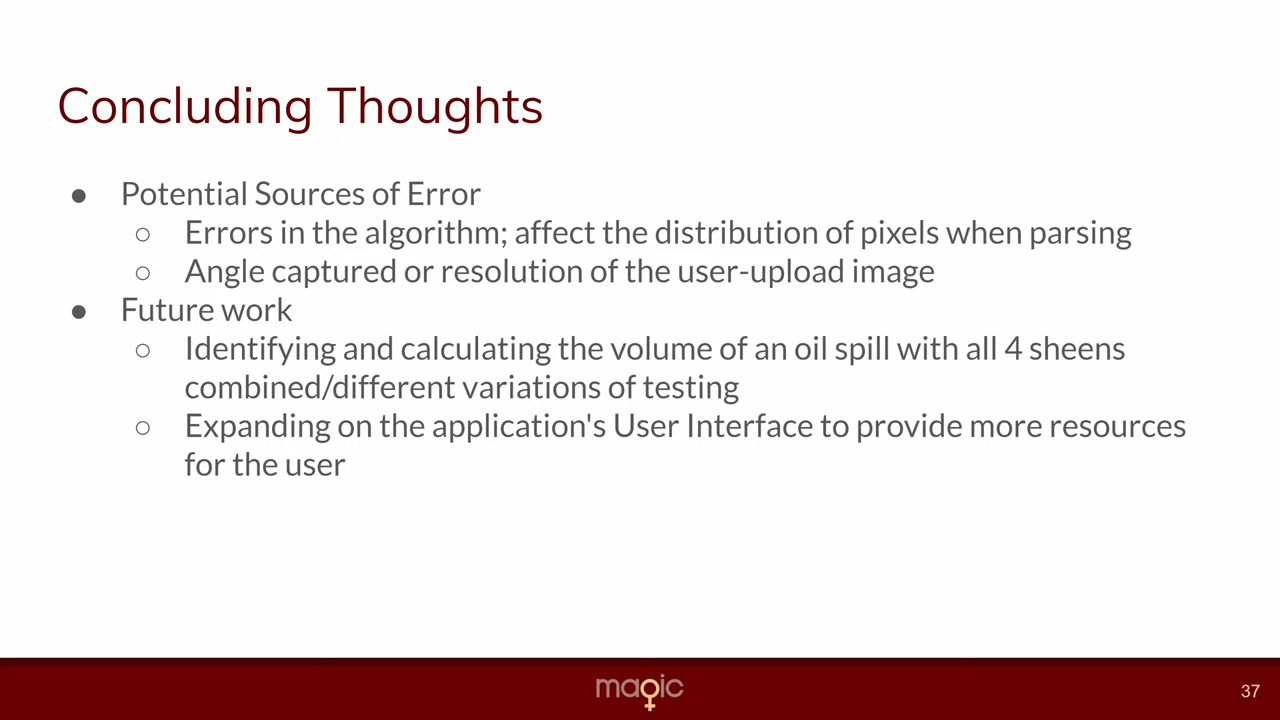 Concluding Thoughts
● Potential Sources of Error
○ Errors in the algorithm; affect the distribution of pixels when parsing
○ Angle captured or resolution of the user-upload image
● Future work
○ Identifying and calculating the volume of an oil spill with all 4 sheens
combined/different variations of testing
○ Expanding on the application's User Interface to provide more resources
for the user
magic
37